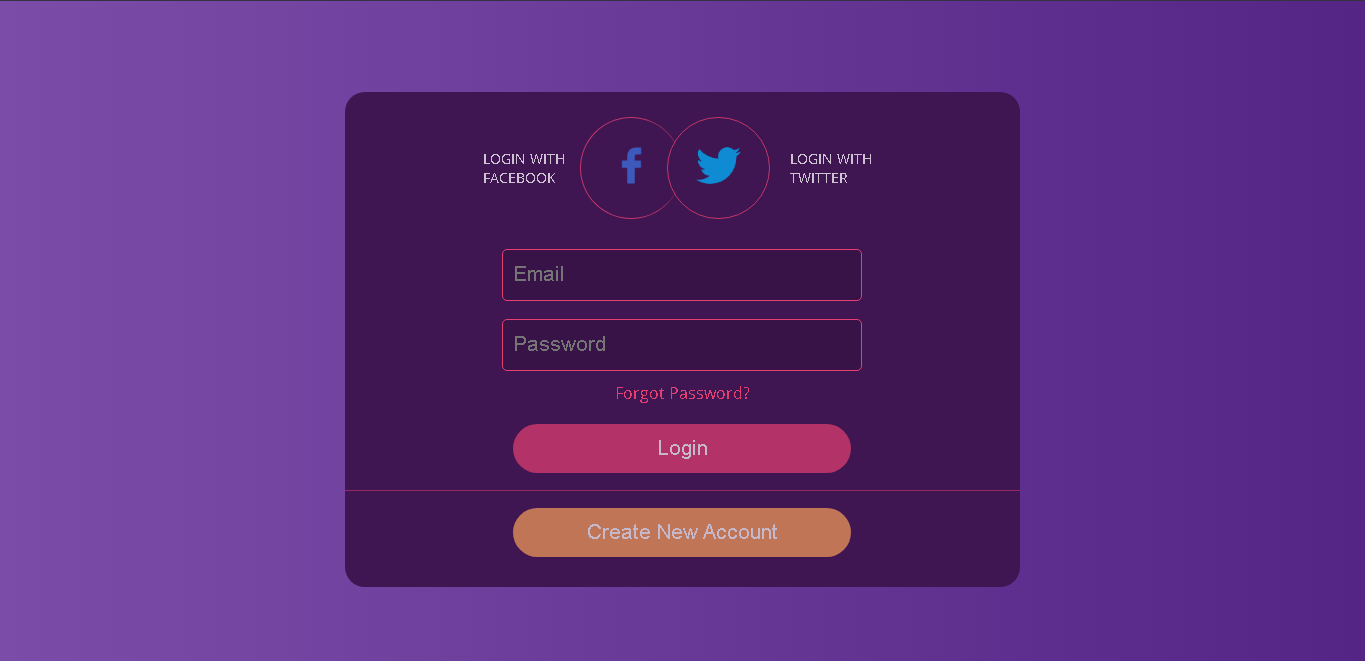 LOGIN WITH
FACEBOOK
LOGIN WITH
TWITTER
Email
Password
Forgot Password?
Login
Create New Account